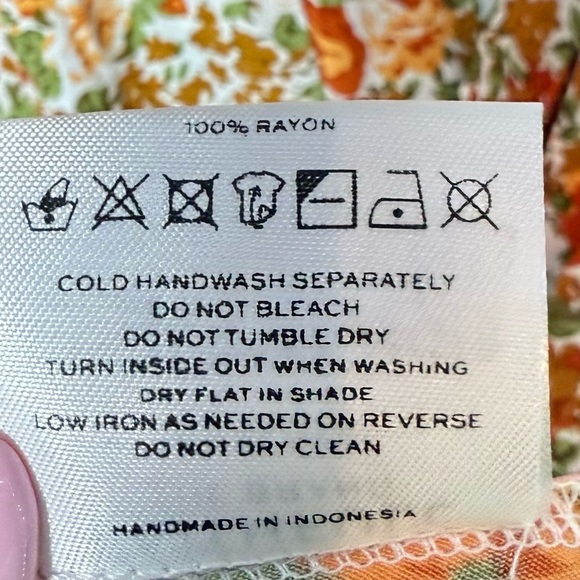 100% RAYON
COLD HANDWASH SEPARATELY
DO NOT BLEACH
DO NOT TUMBLE DRY
TURN INSIDE OUT WHEN WASHING
DRY FLAT IN SHADE
LOW IRON AS NEEDED ON REVERSE
DO NOT DRY CLEAN
HANDMADE IN INDONESIA